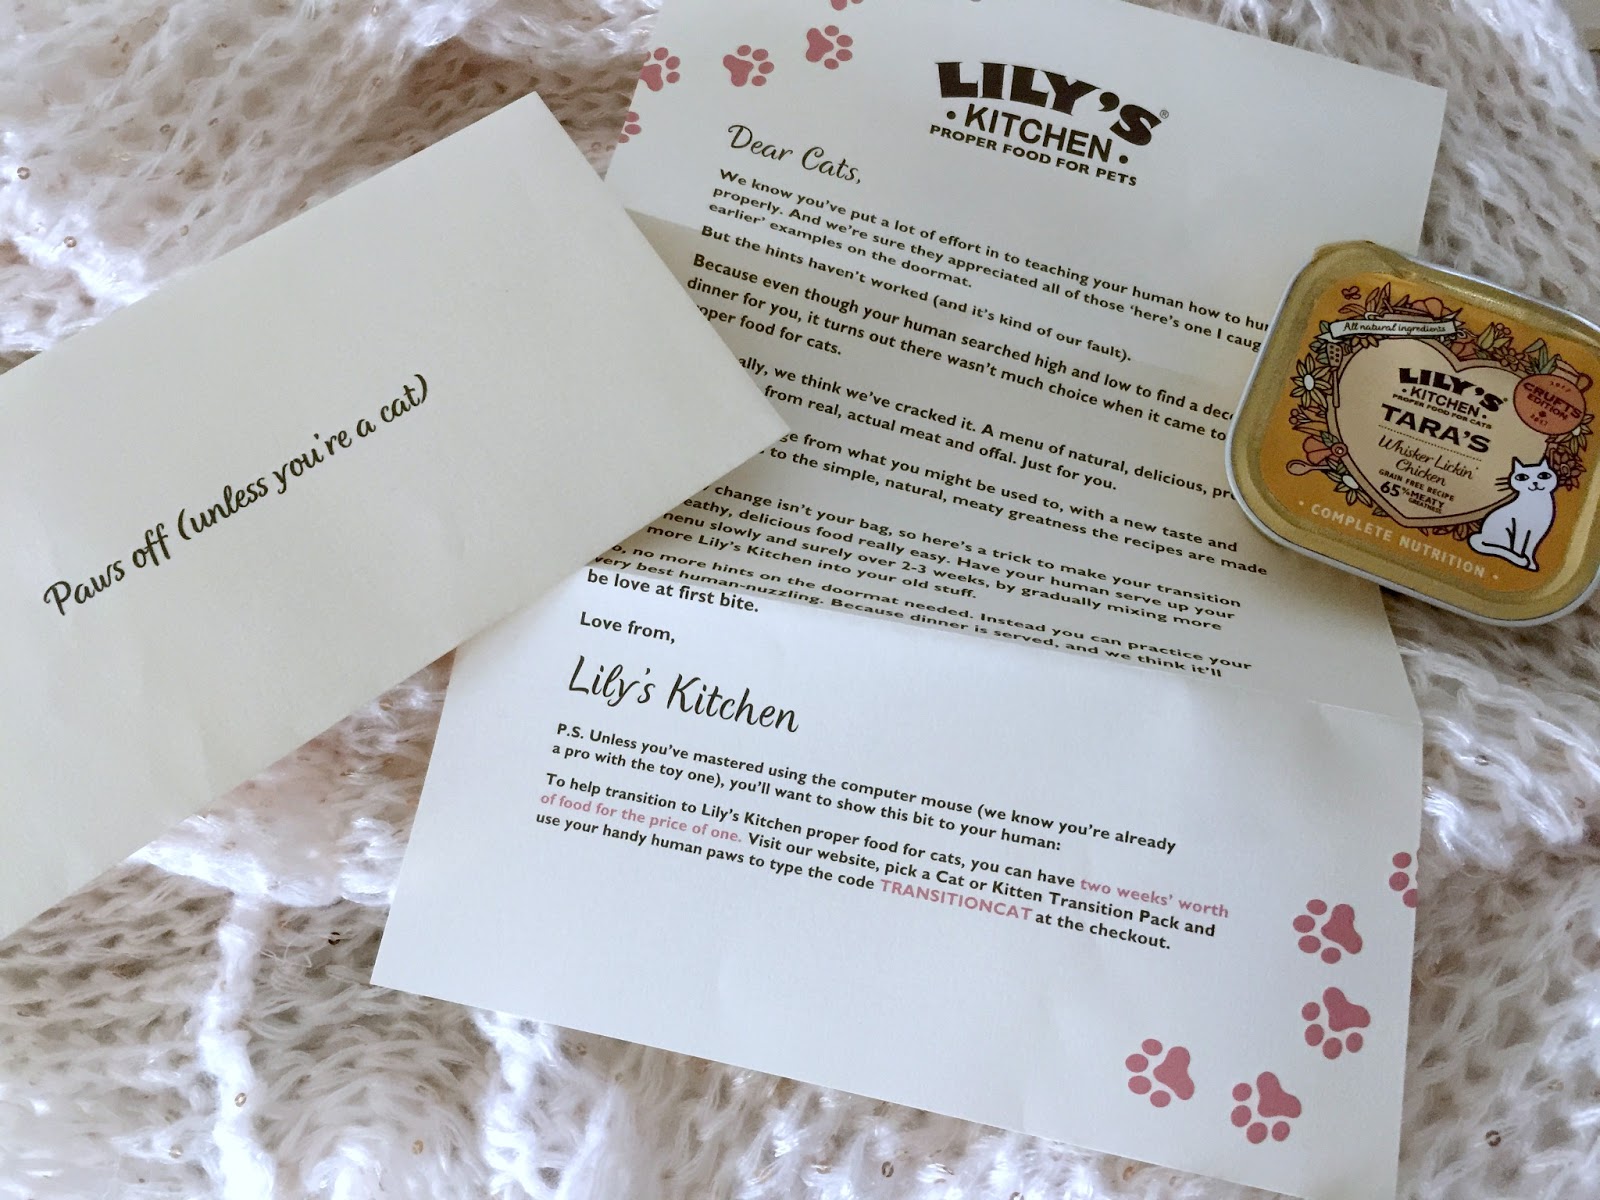 Paws off (unless you're a cat)
LILY'S®
• KITCHEN •
PROPER FOOD FOR PETS
Dear Cats,
We know you've put a lot of effort in to teaching your human how to
properly. And we're sure they appreciated all of those 'here's one I
earlier' examples on the doormat.
But the hints haven't worked (and it's kind of our fault).
Because even though your human searched high and low to find a
dinner for you, it turns out there wasn't much choice when it came to
food for cats.
we think we've cracked it. A menu of natural, delicious,
from real, actual meat and offal. Just for you.
from what you might be used to, with a new taste and
to the simple, natural, meaty greatness the recipes are made
change isn't your bag, so here's a trick to make your transition
delicious food really easy. Have your human serve up your
menu slowly and surely over 2-3 weeks, by gradually mixing more
more Lily's Kitchen into your old stuff.
no more hints on the doormat needed. Instead you can practice your
very best human-nuzzling. Because dinner is served, and we think it'll
be love at first bite.
Love from,
Lily's Kitchen
P.S. Unless you've mastered using the computer mouse (we know you're already
a pro with the toy one), you'll want to show this bit to your human:
To help transition to Lily's Kitchen proper food for cats, you can have two weeks' worth
of food for the price of one. Visit our website, pick a Cat or Kitten Transition Pack and
use your handy human paws to type the code TRANSITIONCAT at the checkout.
All natural ingredients
LILY'S®
• KITCHEN •
PROPER FOOD FOR CATS
TARA'S
Whisker Lickin'
Chicken
GRAIN FREE RECIPE
65% MEATY
GREATNESS
CRUFTS
EDITION
• COMPLETE NUTRITION •